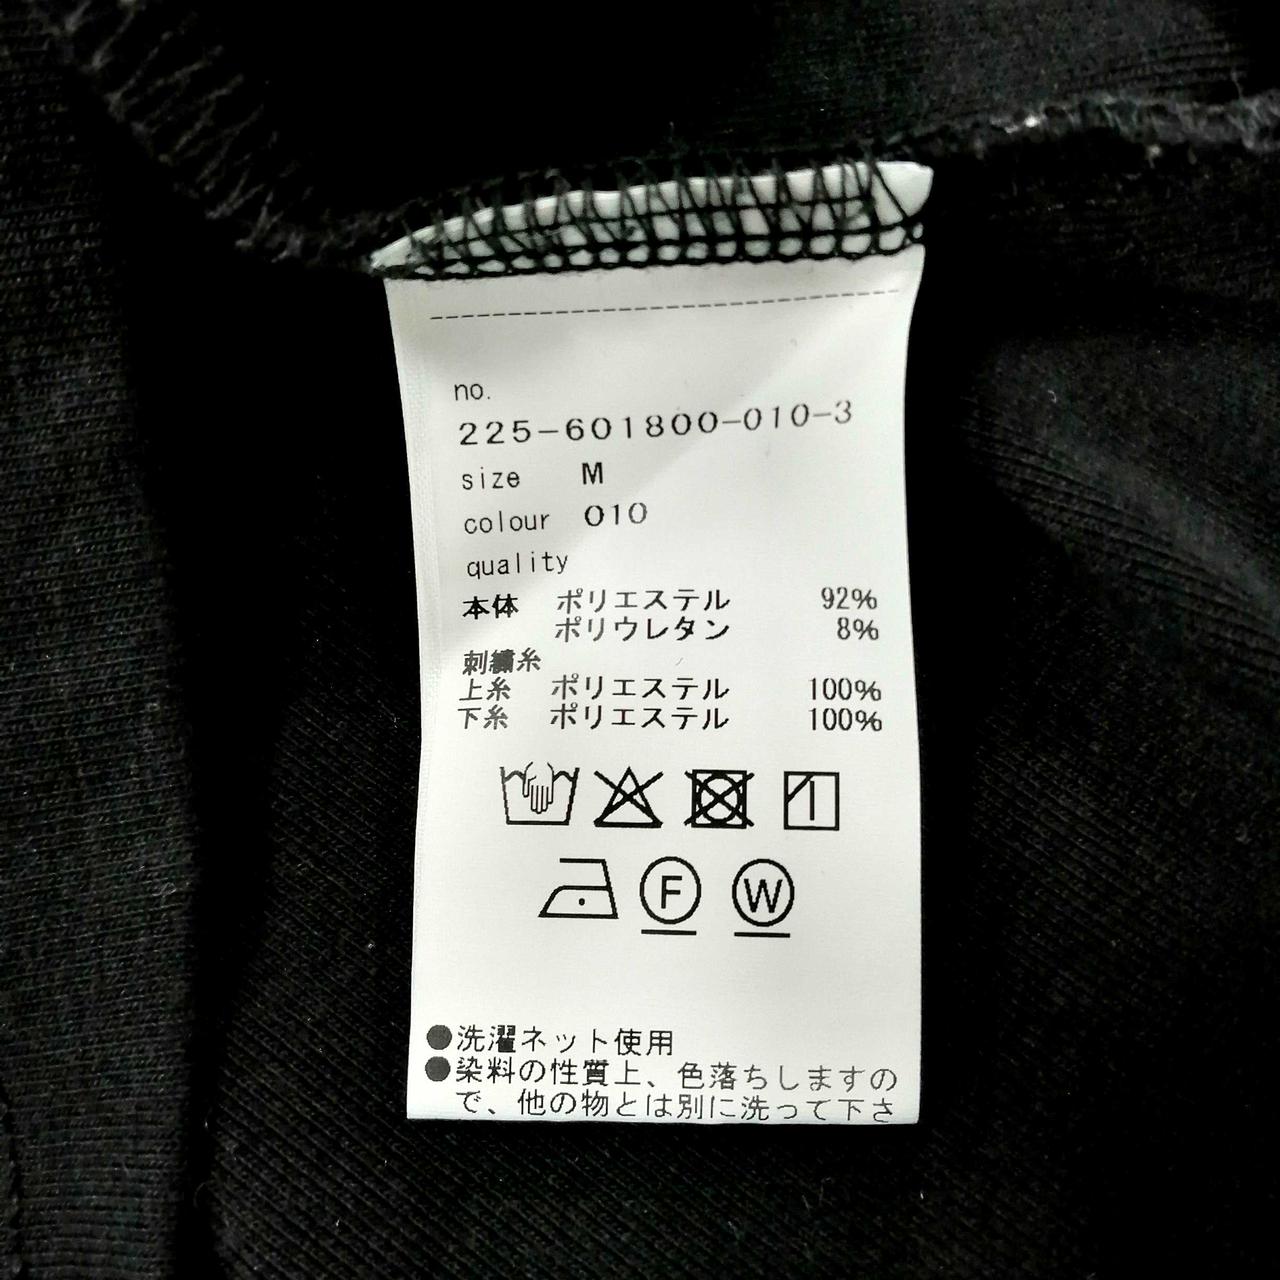 no.
225-601800-010-3
size M
colour 010
quality
本体 ポリエステル 92%
ポリウレタン 8%
刺繍糸
上糸 ポリエステル 100%
下糸 ポリエステル 100%
F W
●洗濯ネット使用
●染料の性質上、色落ちしますの
で、他の物とは別に洗って下さ